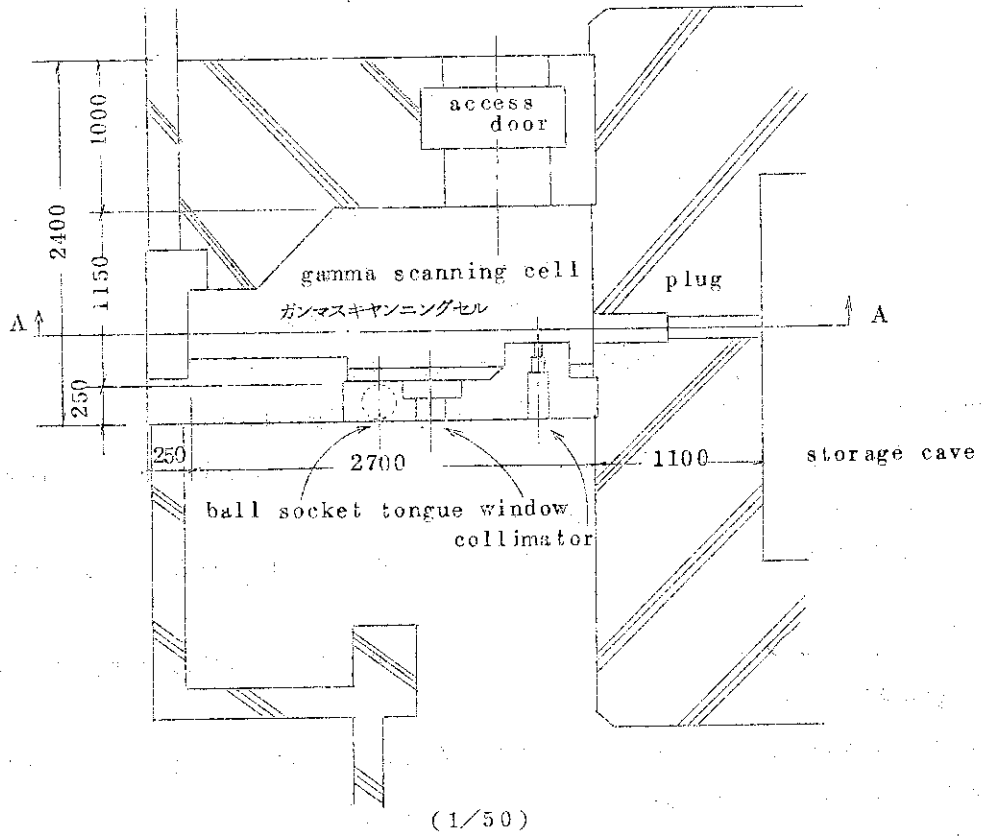 access
door
1000
2400
1150
gamma scanning cell
ガンマスキヤンニングセル
plug
A
A
250
250
2700
1100
storage cave
ball socket tongue window
collimator
(1/50)